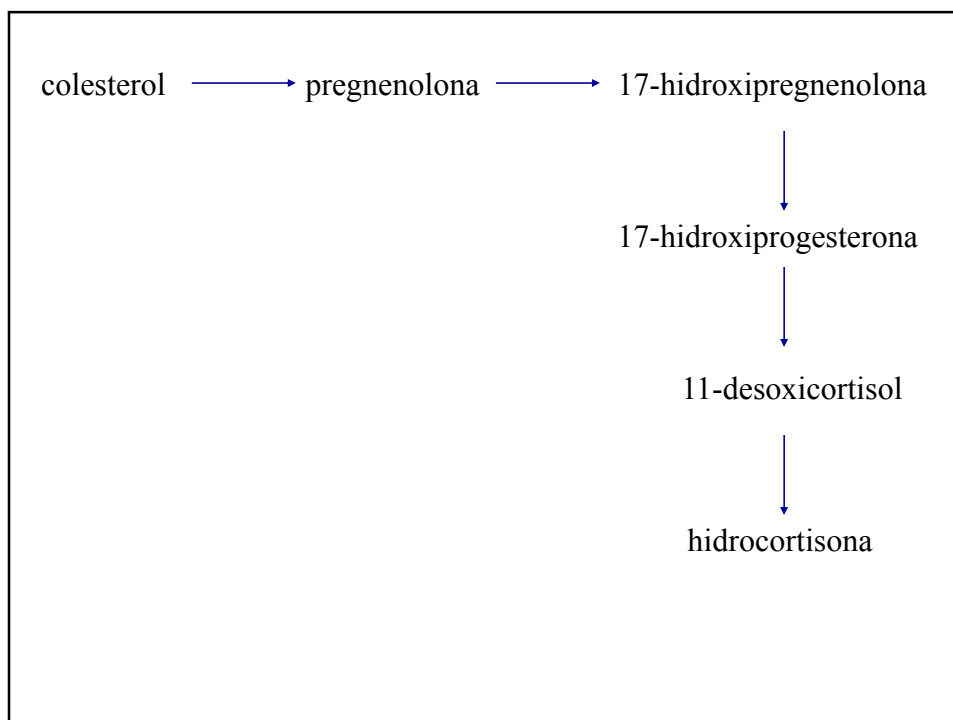 colesterol pregnenolona 17-hidroxipregnenolona
17-hidroxiprogesterona
11-desoxicortisol
hidrocortisona